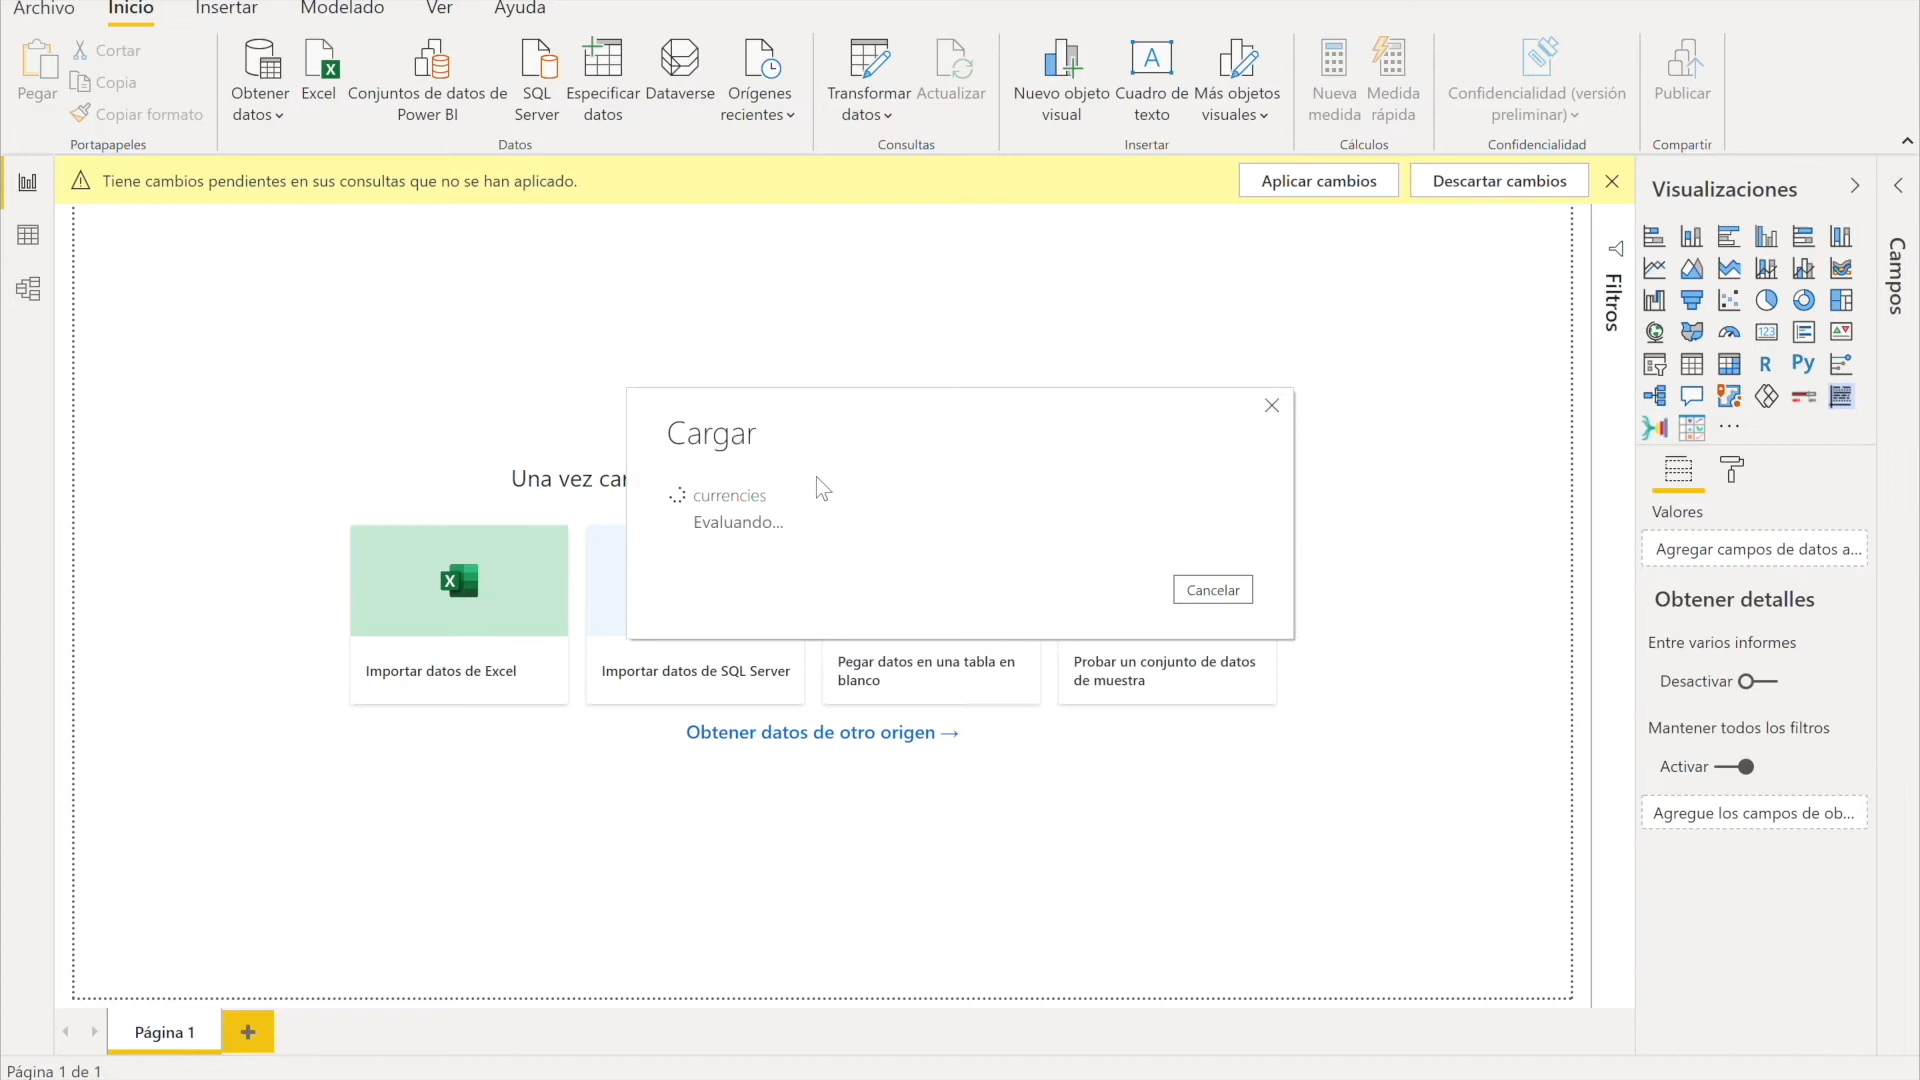 Archivo Inicio Insertar Modelado Ver Ayuda
Pegar
Cortar
Copia
Copiar formato
Portapapeles
Obtener
datos
Excel
Conjuntos de datos de
Power BI
SQL
Server
Especificar
datos
Dataverse
Orígenes
recientes
Datos
Transformar
datos
Actualizar
Consultas
Nuevo objeto
visual
Cuadro de
texto
Más objetos
visuales
Insertar
Nueva
medida
Medida
rápida
Cálculos
Confidencialidad (versión
preliminar)
Confidencialidad
Publicar
Compartir
Tiene cambios pendientes en sus consultas que no se han aplicado.
Aplicar cambios
Descartar cambios
Una vez car
Cargar
currencies
Evaluando...
Cancelar
Importar datos de Excel
Importar datos de SQL Server
Pegar datos en una tabla en
blanco
Probar un conjunto de datos
de muestra
Obtener datos de otro origen →
Filtros
Visualizaciones
123
R
Py
Valores
Agregar campos de datos a...
Obtener detalles
Entre varios informes
Desactivar
Mantener todos los filtros
Activar
Agregue los campos de ob...
Campos
Página 1
Página 1 de 1